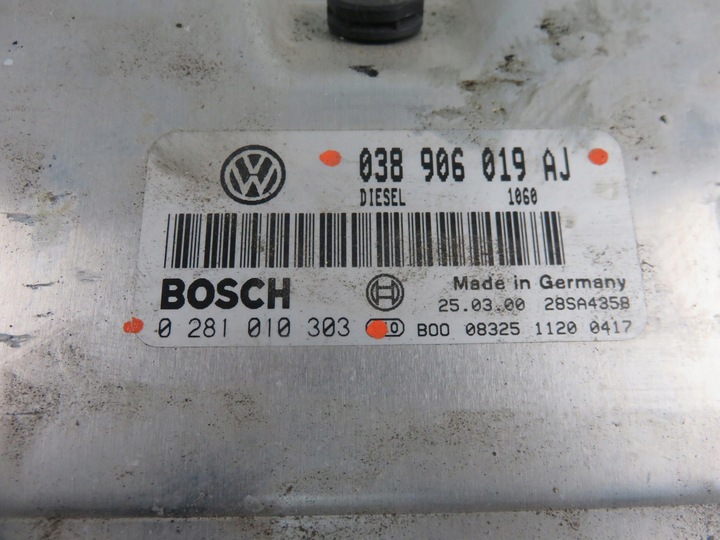 038 906 019 AJ
DIESEL 1060
BOSCH
Made in Germany
25.03.00 28SA4358
0 281 010 303 B00 08325 1120 0417